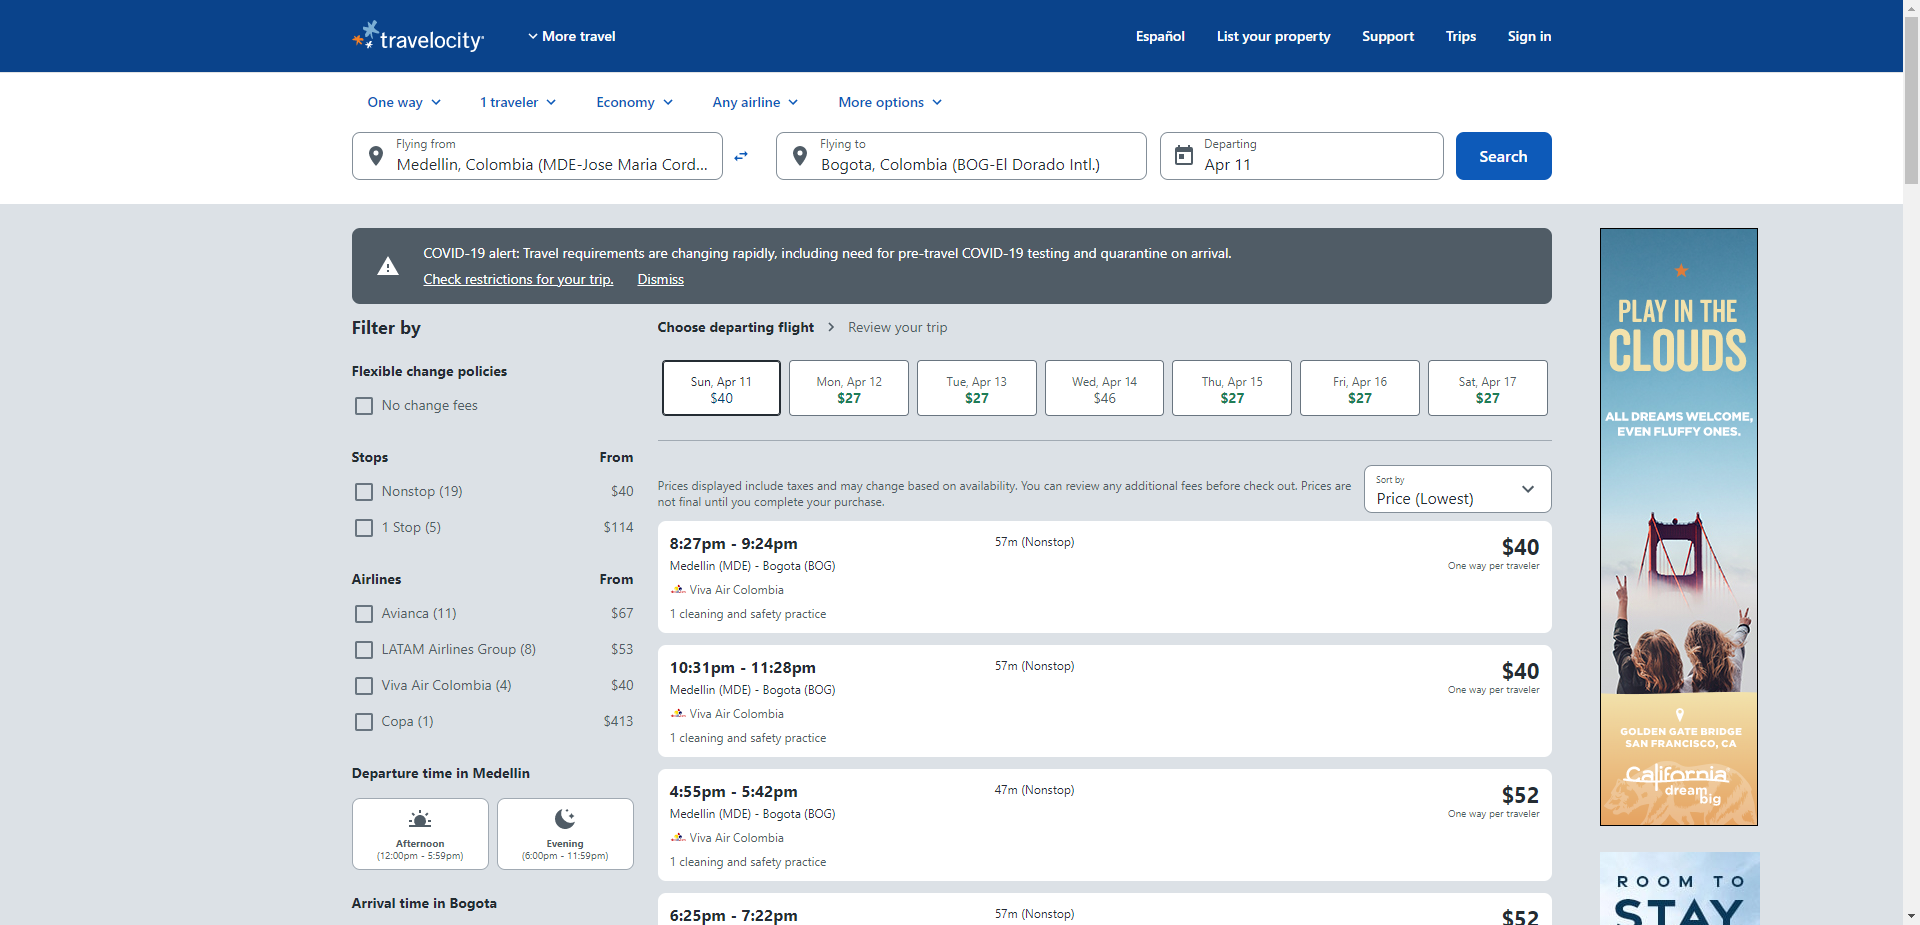 travelocity
More travel
Español
List your property
Support
Trips
Sign in
One way
1 traveler
Economy
Any airline
More options
Flying from
Medellin, Colombia (MDE-Jose Maria Cord...
Flying to
Bogota, Colombia (BOG-El Dorado Intl.)
Departing
Apr 11
Search
COVID-19 alert: Travel requirements are changing rapidly, including need for pre-travel COVID-19 testing and quarantine on arrival.
Check restrictions for your trip.
Dismiss
Filter by
Flexible change policies
No change fees
Stops From
Nonstop (19) $40
1 Stop (5) $114
Airlines From
Avianca (11) $67
LATAM Airlines Group (8) $53
Viva Air Colombia (4) $40
Copa (1) $413
Departure time in Medellin
Afternoon
(12:00pm - 5:59pm)
Evening
(6:00pm - 11:59pm)
Arrival time in Bogota
Choose departing flight
Review your trip
Sun, Apr 11
$40
Mon, Apr 12
$27
Tue, Apr 13
$27
Wed, Apr 14
$46
Thu, Apr 15
$27
Fri, Apr 16
$27
Sat, Apr 17
$27
Prices displayed include taxes and may change based on availability. You can review any additional fees before check out. Prices are
not final until you complete your purchase.
Sort by
Price (Lowest)
8:27pm - 9:24pm
57m (Nonstop)
$40
Medellin (MDE) - Bogota (BOG)
One way per traveler
Viva Air Colombia
1 cleaning and safety practice
10:31pm - 11:28pm
57m (Nonstop)
$40
Medellin (MDE) - Bogota (BOG)
One way per traveler
Viva Air Colombia
1 cleaning and safety practice
4:55pm - 5:42pm
47m (Nonstop)
$52
Medellin (MDE) - Bogota (BOG)
One way per traveler
Viva Air Colombia
1 cleaning and safety practice
6:25pm - 7:22pm
57m (Nonstop)
$52
PLAY IN THE
CLOUDS
ALL DREAMS WELCOME,
EVEN FLUFFY ONES.
GOLDEN GATE BRIDGE
SAN FRANCISCO, CA
California
dream
big
ROOM TO
STAY